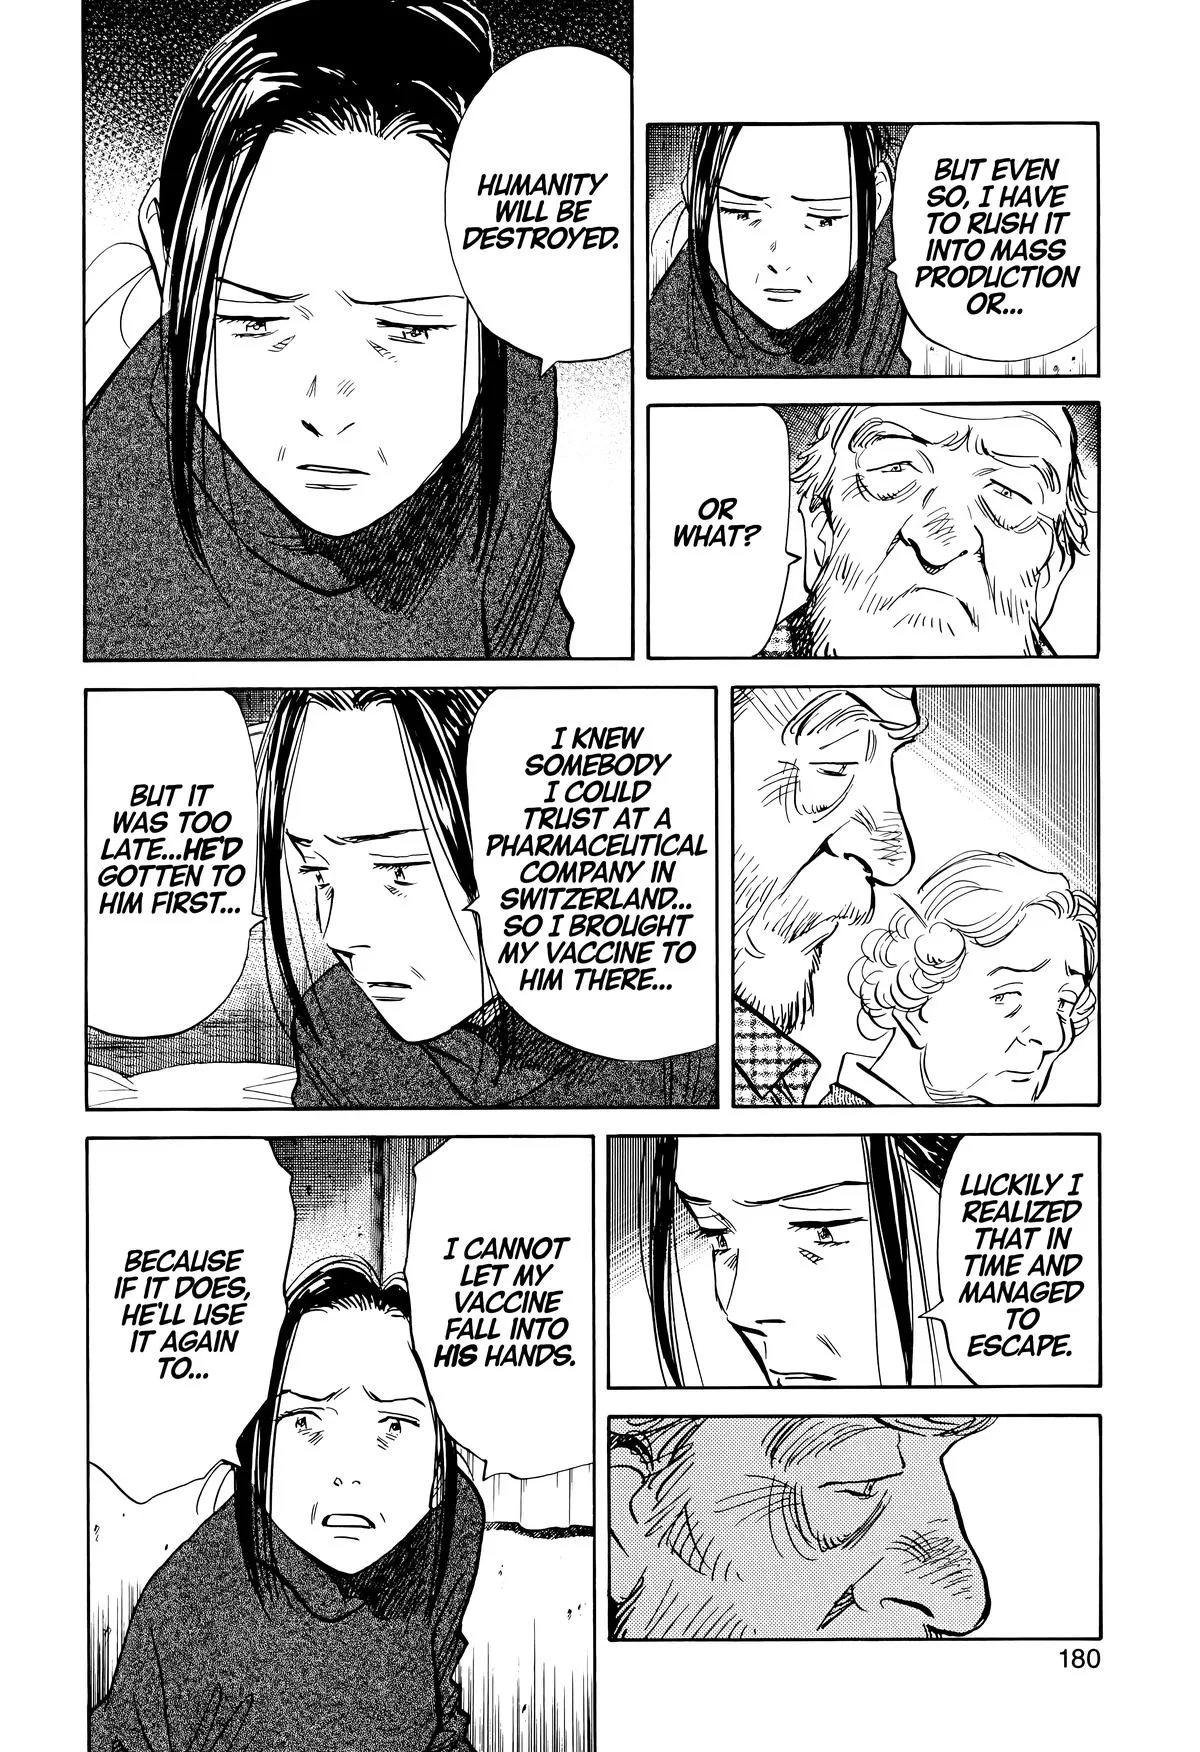 BUT EVEN
SO, I HAVE
TO RUSH IT
INTO MASS
PRODUCTION
OR...
OR
WHAT?
HUMANITY
WILL BE
DESTROYED.
I KNEW
SOMEBODY
I COULD
TRUST AT A
PHARMACEUTICAL
COMPANY IN
SWITZERLAND...
SO I BROUGHT
MY VACCINE TO
HIM THERE...
BUT IT
WAS TOO
LATE...HE'D
GOTTEN TO
HIM FIRST...
LUCKILY I
REALIZED
THAT IN
TIME AND
MANAGED
TO
ESCAPE.
I CANNOT
LET MY
VACCINE
FALL INTO
HIS HANDS.
BECAUSE
IF IT DOES,
HE'LL USE
IT AGAIN
TO...
180